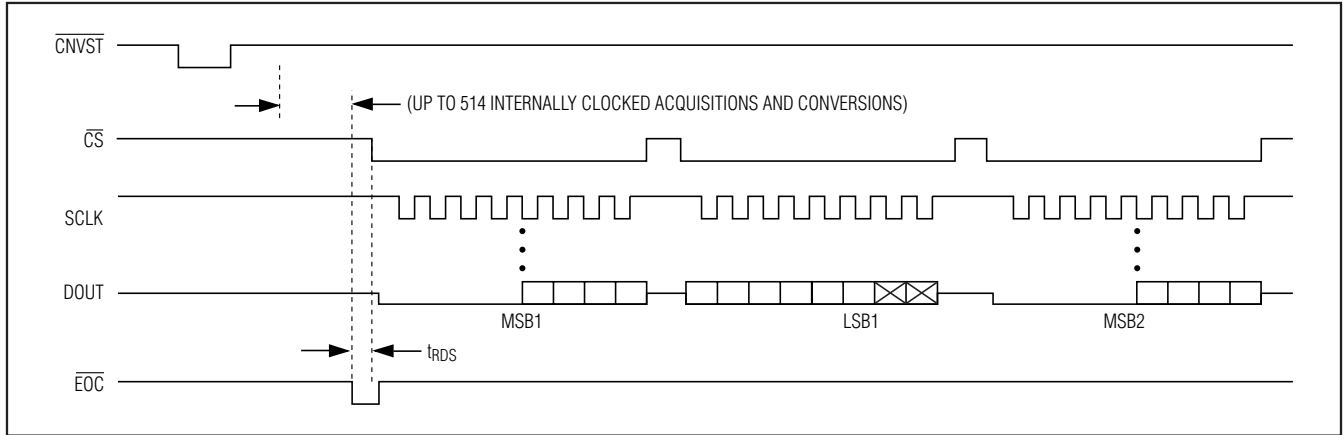 CNVST
(UP TO 514 INTERNALLY CLOCKED ACQUISITIONS AND CONVERSIONS)
CS
SCLK
DOUT
MSB1 LSB1 MSB2
tRDS
EOC